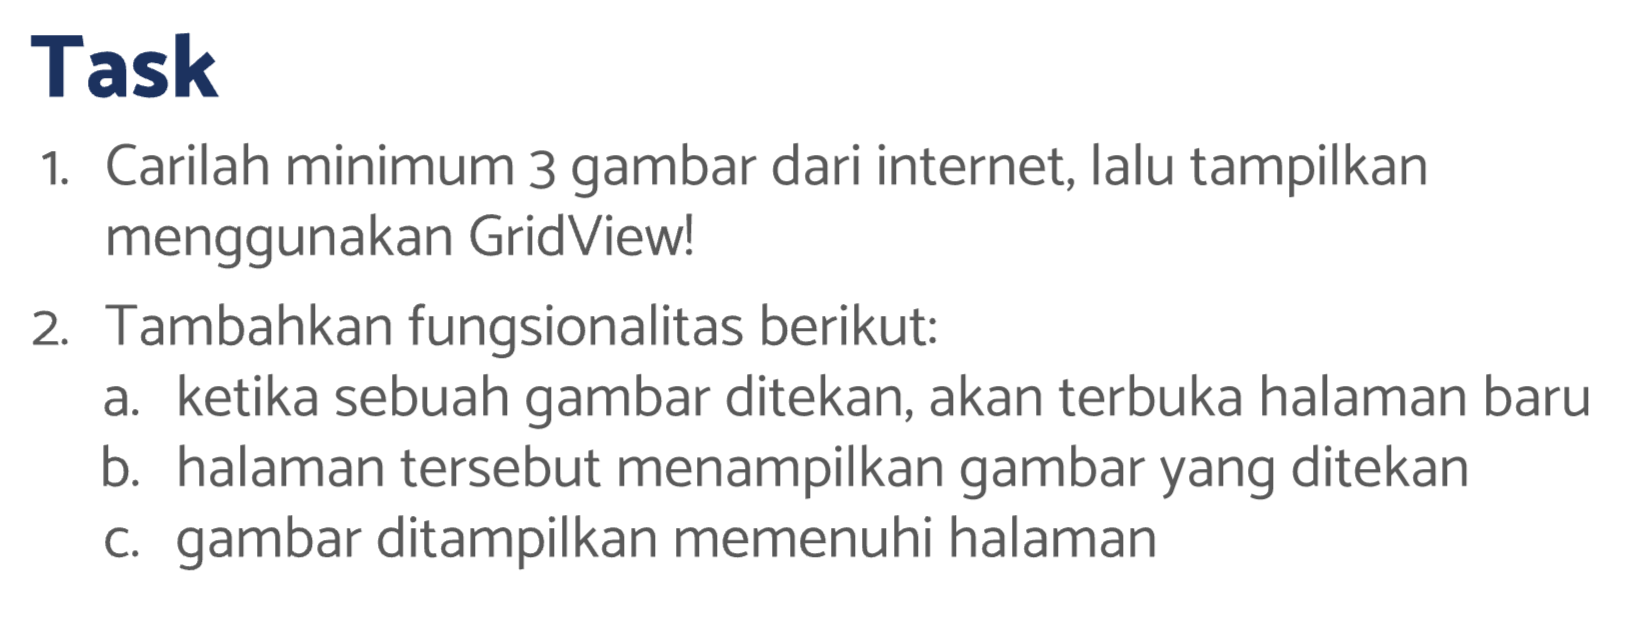 Task
1. Carilah minimum 3 gambar dari internet, lalu tampilkan
menggunakan GridView!
2. Tambahkan fungsionalitas berikut:
a. ketika sebuah gambar ditekan, akan terbuka halaman baru
b. halaman tersebut menampilkan gambar yang ditekan
c. gambar ditampilkan memenuhi halaman